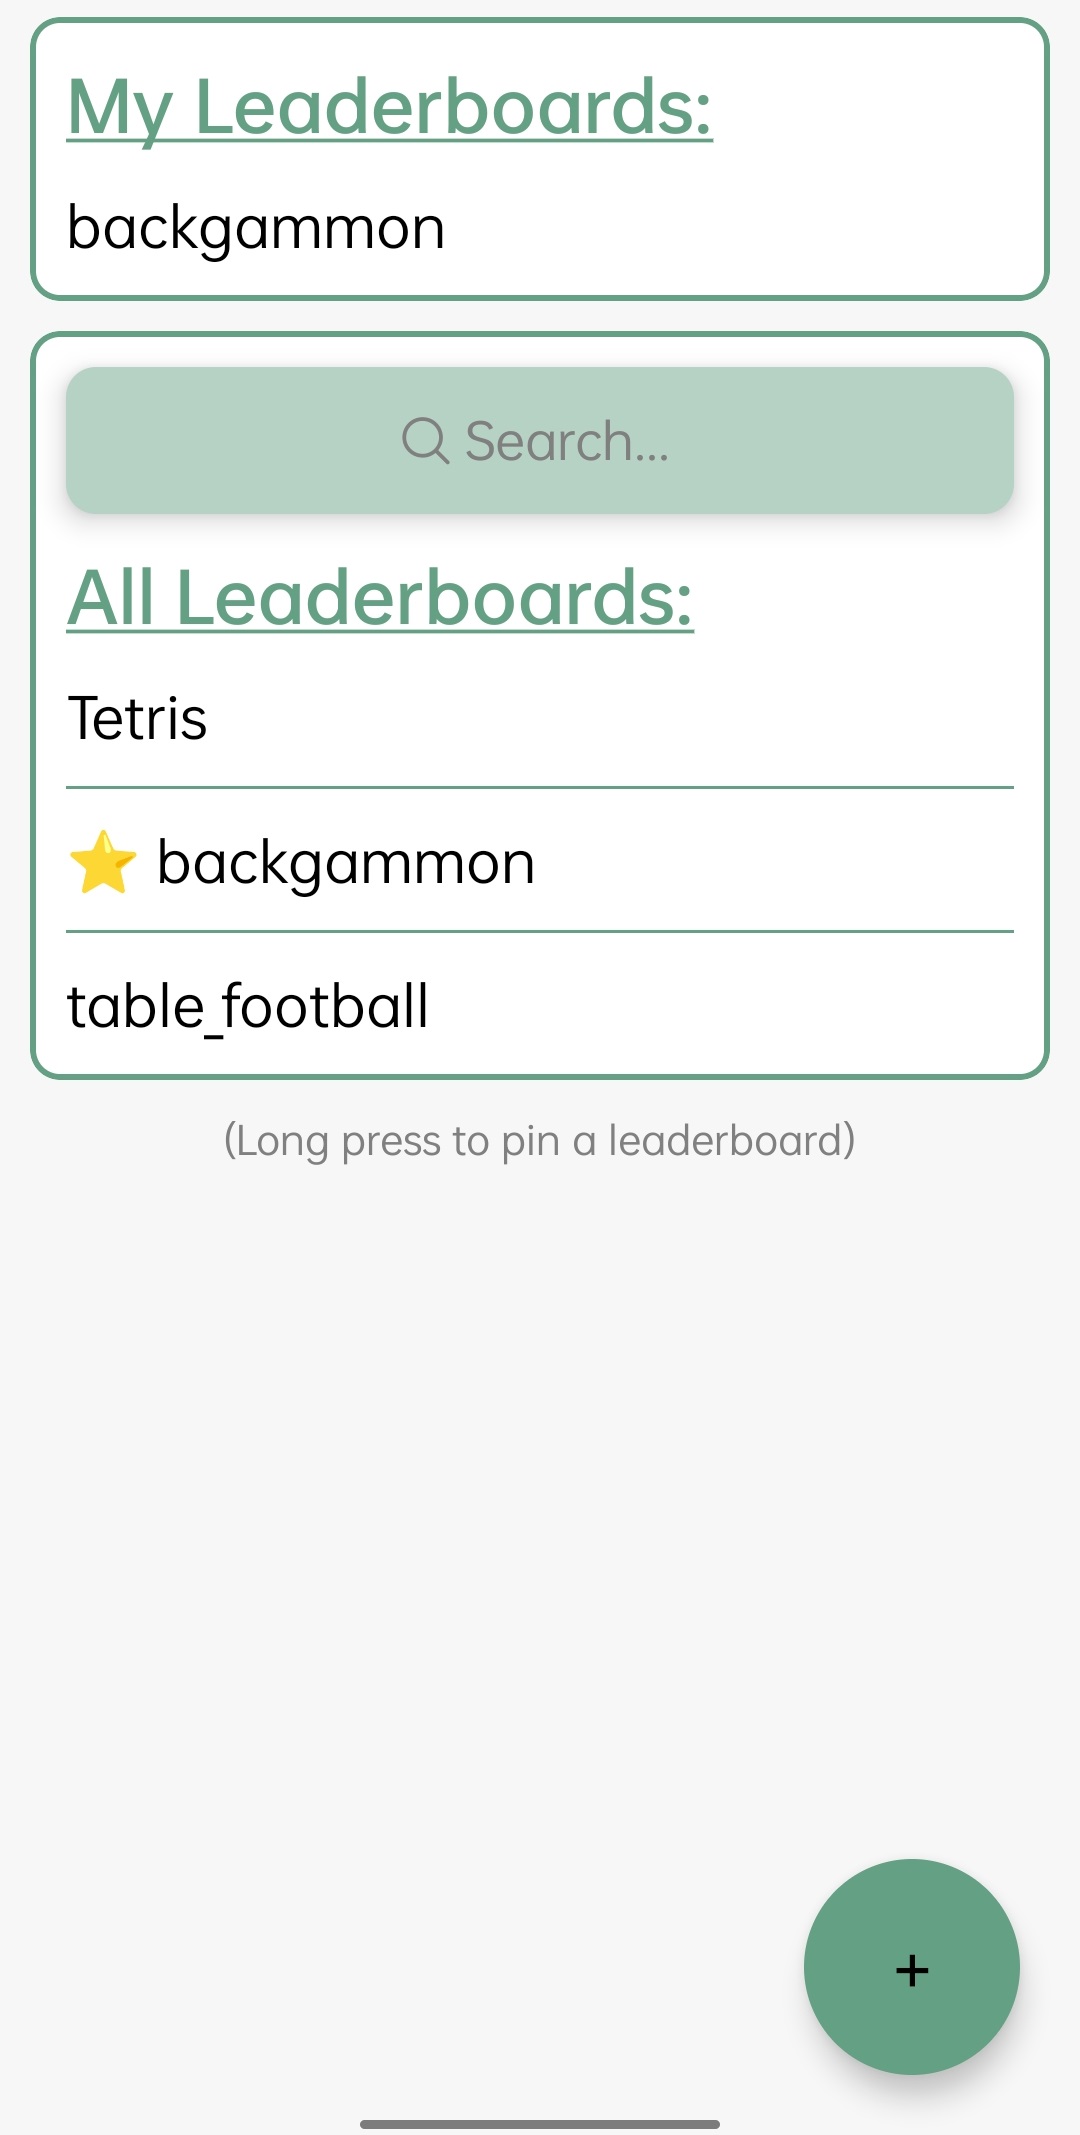 My Leaderboards:
backgammon
Search...
All Leaderboards:
Tetris
⭐ backgammon
table_football
(Long press to pin a leaderboard)
+